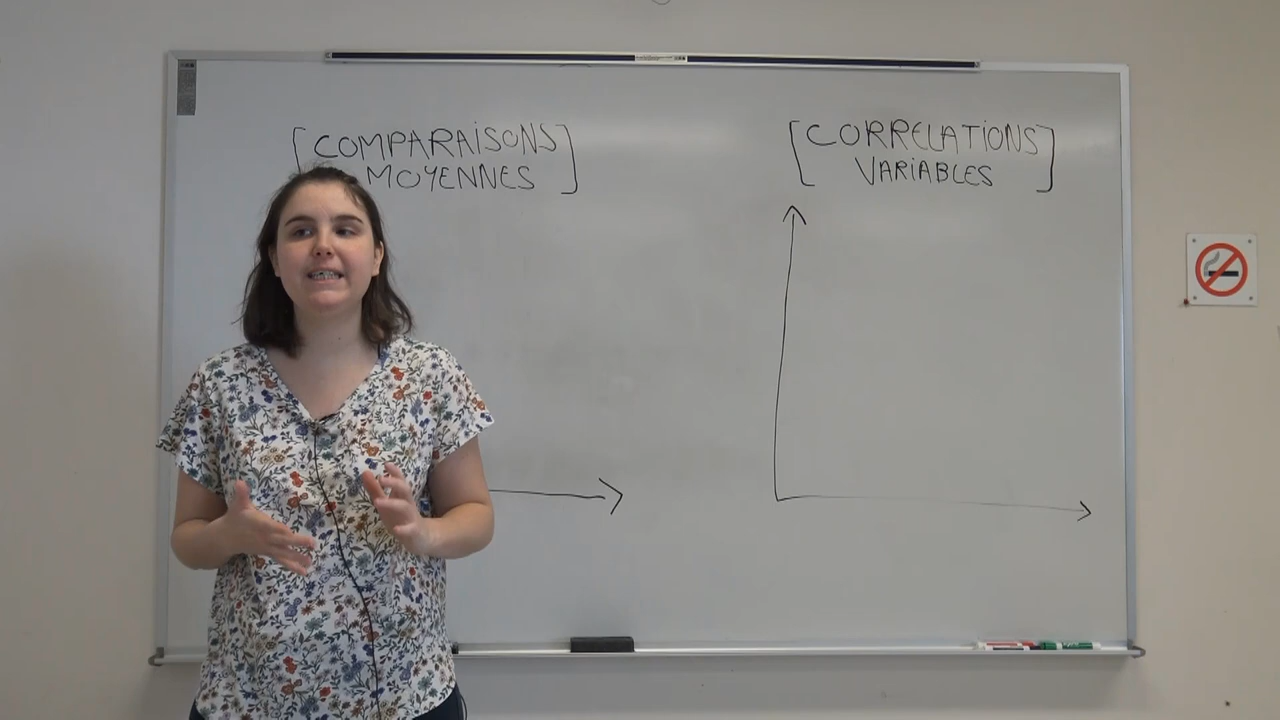 [COMPARAiSONS
MOYENNES]
[CORRELATiONS
VARiABLES]